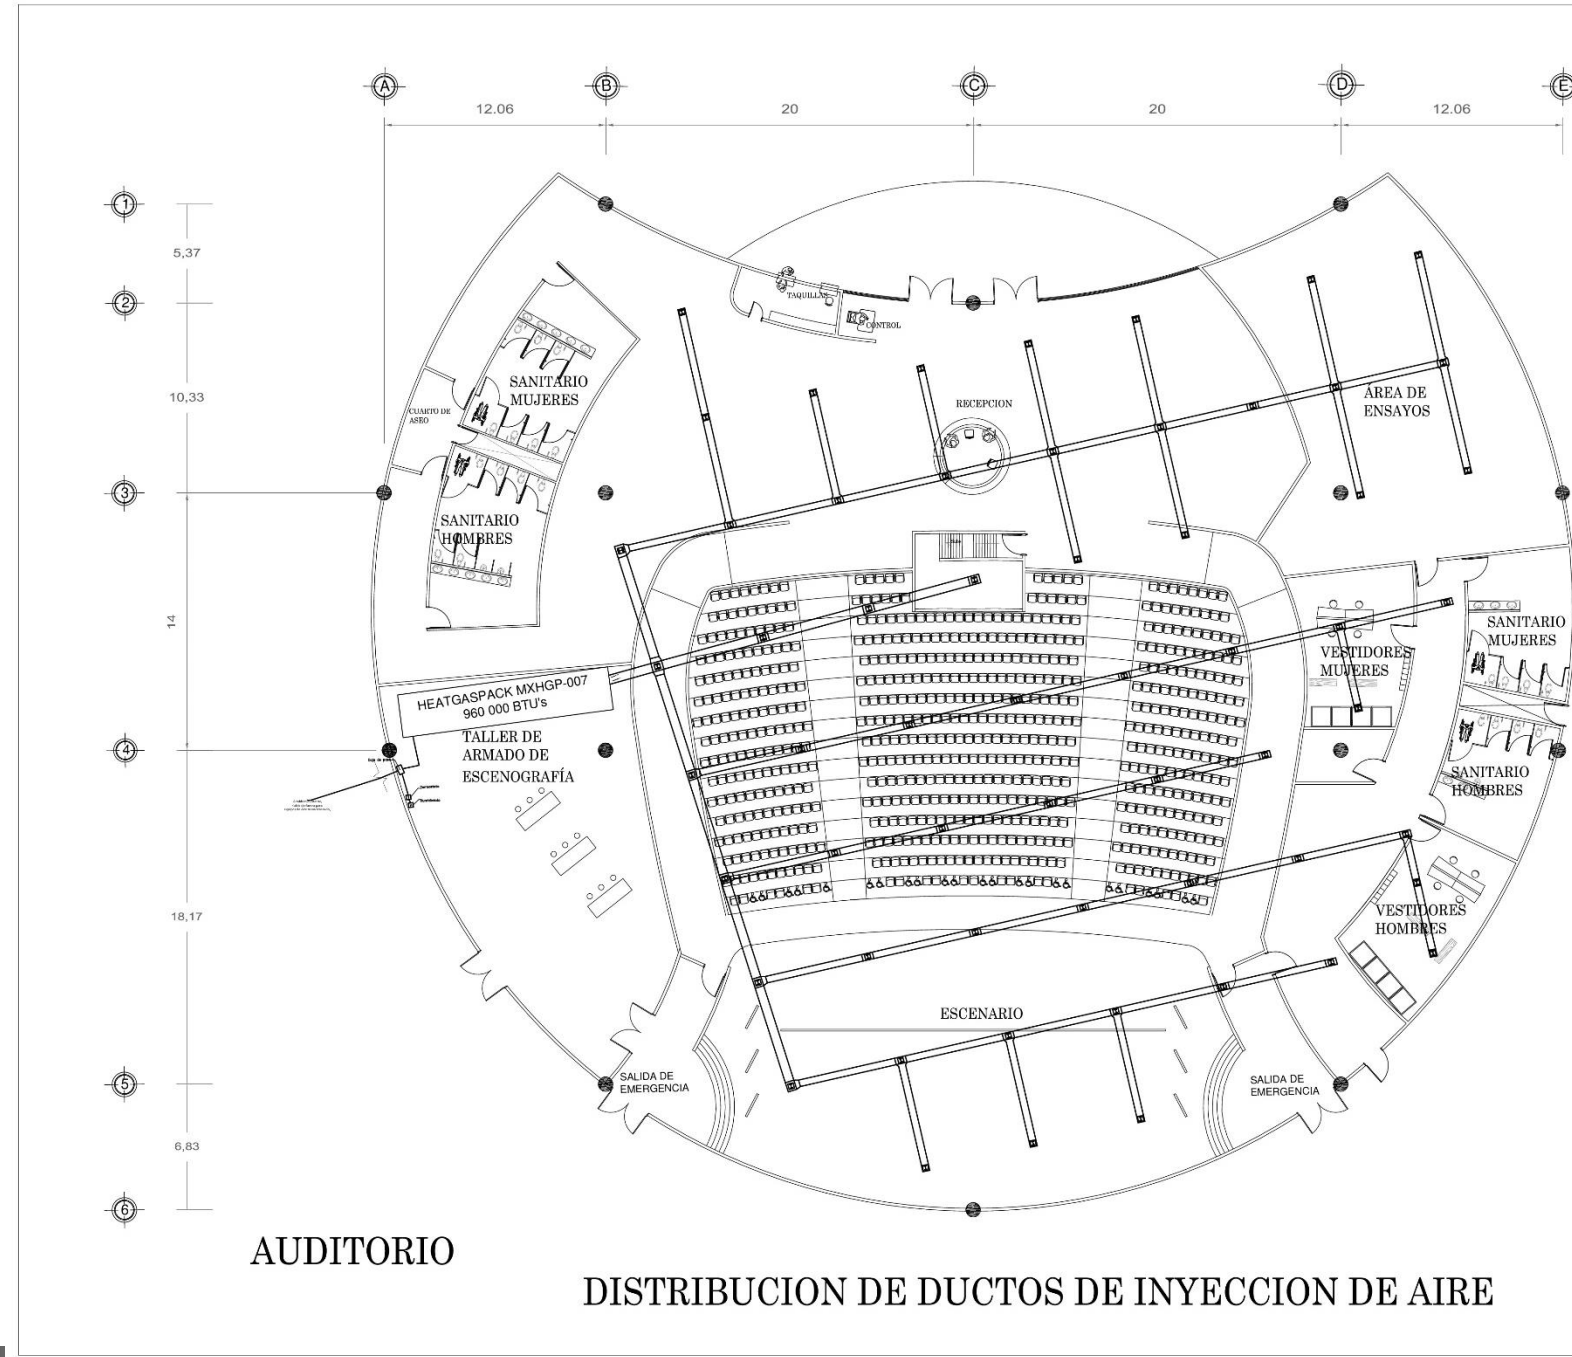 A
B
C
D
E
12.06
20
20
12.06
1
5,37
2
10,33
3
14
4
18,17
5
6,83
6
TAQUILLAS
CONTROL
SANITARIO
MUJERES
CUARTO DE
ASEO
RECEPCION
ÁREA DE
ENSAYOS
SANITARIO
HOMBRES
HEATGASPACK MXHGP-007
960 000 BTU's
TALLER DE
ARMADO DE
ESCENOGRAFÍA
VESTIDORES
MUJERES
SANITARIO
MUJERES
SANITARIO
HOMBRES
VESTIDORES
HOMBRES
ESCENARIO
SALIDA DE
EMERGENCIA
SALIDA DE
EMERGENCIA
AUDITORIO
DISTRIBUCION DE DUCTOS DE INYECCION DE AIRE